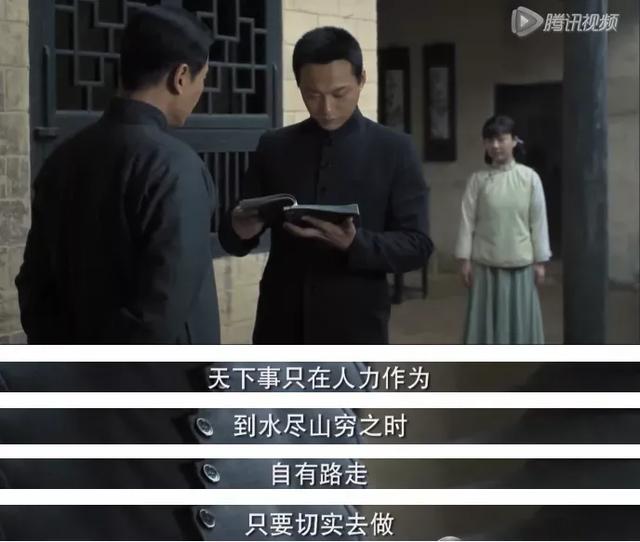 腾讯视频
天下事只在人力作为
到水尽山穷之时
自有路走
只要切实去做